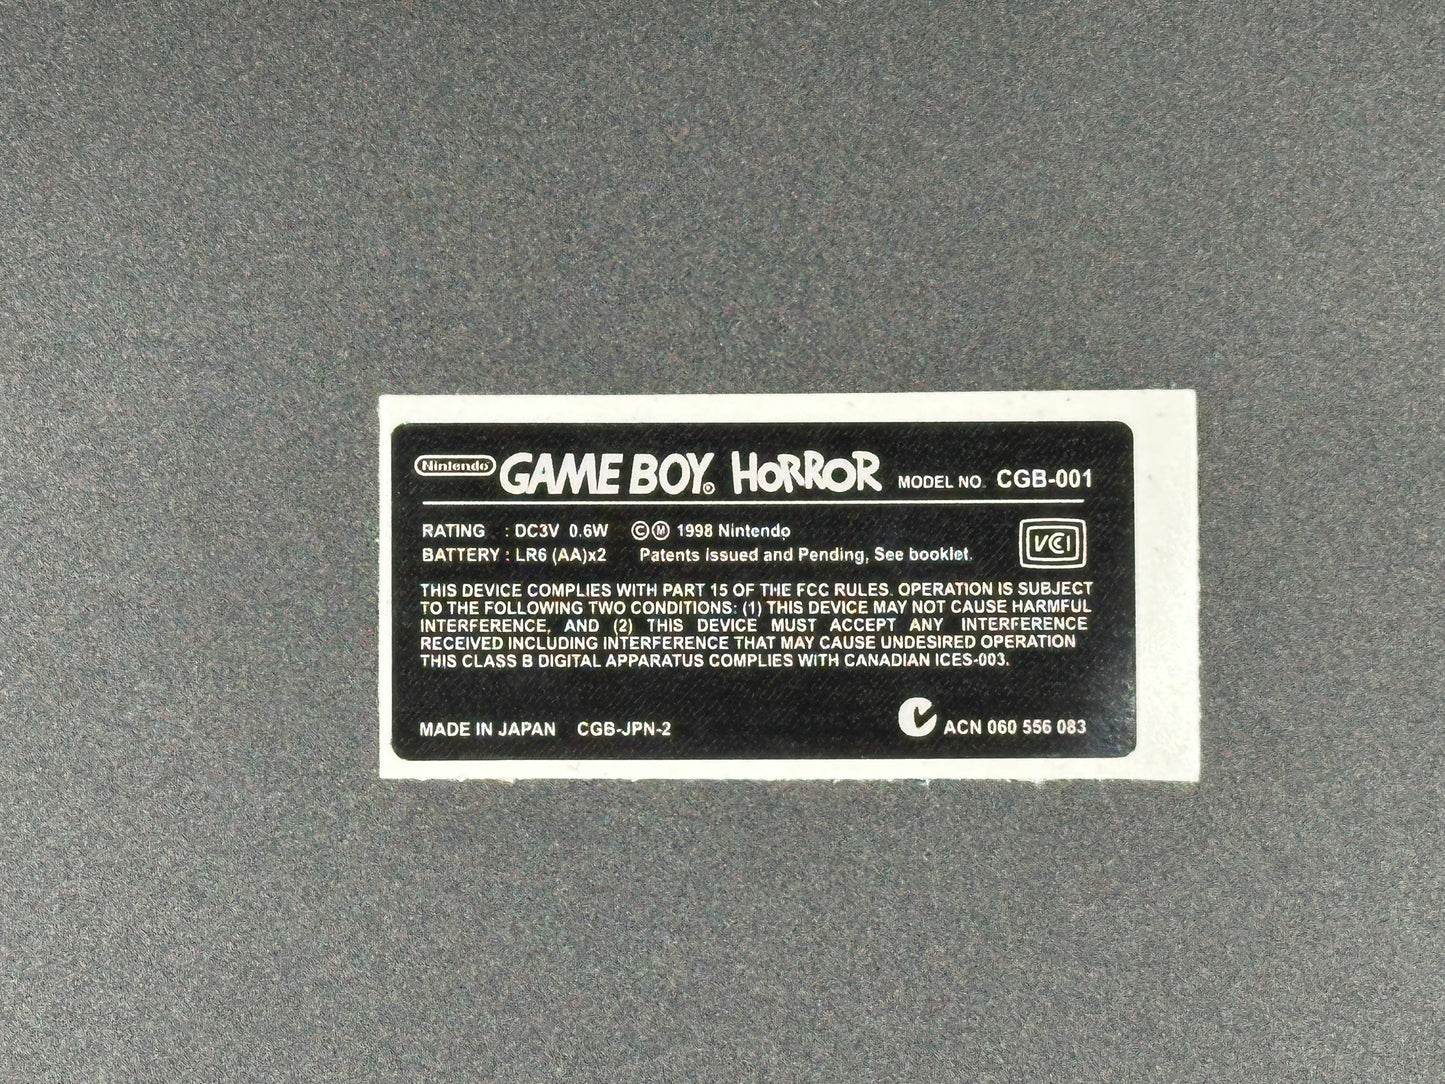 Nintendo GAME BOY® HORROR MODEL NO. CGB-001
RATING : DC3V 0.6W ©Ⓜ 1998 Nintendo
BATTERY : LR6 (AA)x2 Patents Issued and Pending, See booklet.
VCCI
THIS DEVICE COMPLIES WITH PART 15 OF THE FCC RULES. OPERATION IS SUBJECT
TO THE FOLLOWING TWO CONDITIONS: (1) THIS DEVICE MAY NOT CAUSE HARMFUL
INTERFERENCE, AND (2) THIS DEVICE MUST ACCEPT ANY INTERFERENCE
RECEIVED INCLUDING INTERFERENCE THAT MAY CAUSE UNDESIRED OPERATION
THIS CLASS B DIGITAL APPARATUS COMPLIES WITH CANADIAN ICES-003.
MADE IN JAPAN CGB-JPN-2 ACN 060 556 083